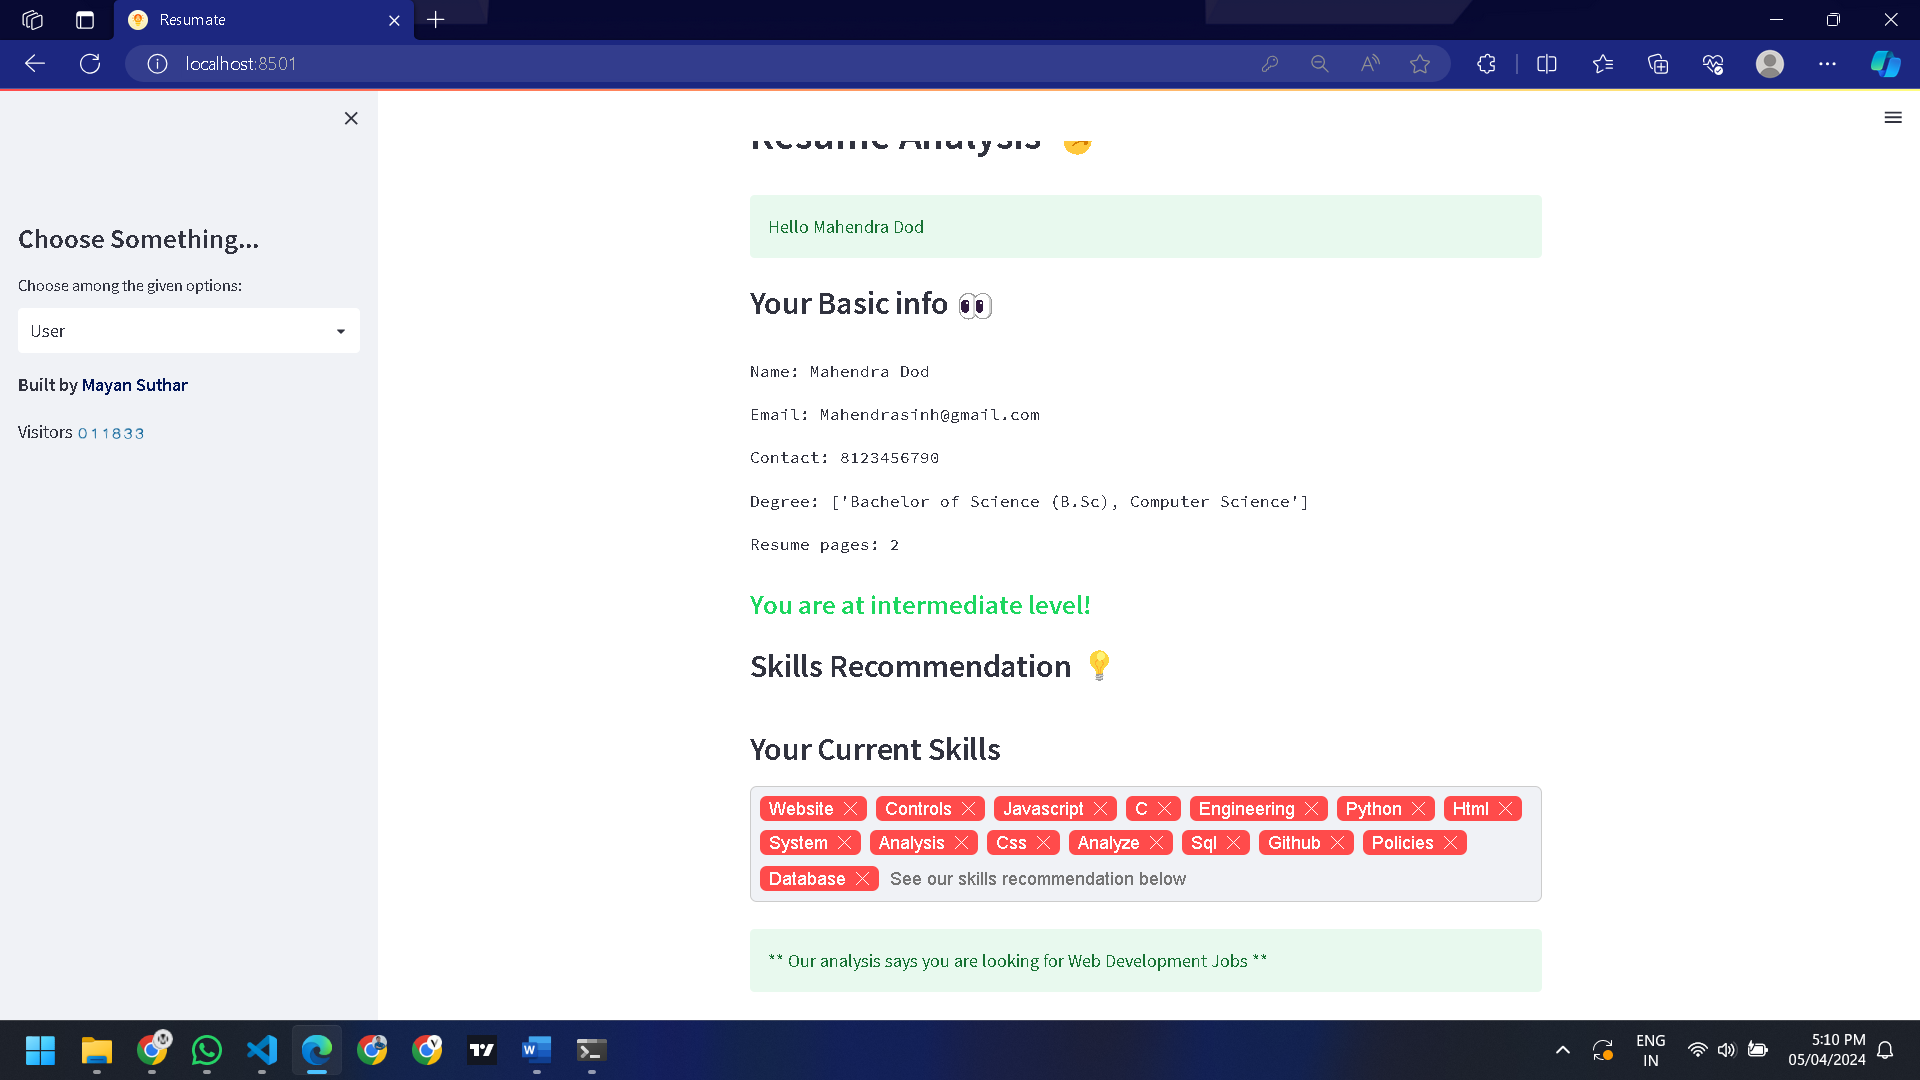 Resumate
localhost:8501
Resume Analysis
Choose Something...
Choose among the given options:
User
Built by Mayan Suthar
Visitors 011833
Hello Mahendra Dod
Your Basic info
Name: Mahendra Dod
Email: Mahendrasinh@gmail.com
Contact: 8123456790
Degree: ['Bachelor of Science (B.Sc), Computer Science']
Resume pages: 2
You are at intermediate level!
Skills Recommendation
Your Current Skills
Website Controls Javascript C Engineering Python Html
System Analysis Css Analyze Sql Github Policies
Database See our skills recommendation below
** Our analysis says you are looking for Web Development Jobs **
ENG
IN
5:10 PM
05/04/2024